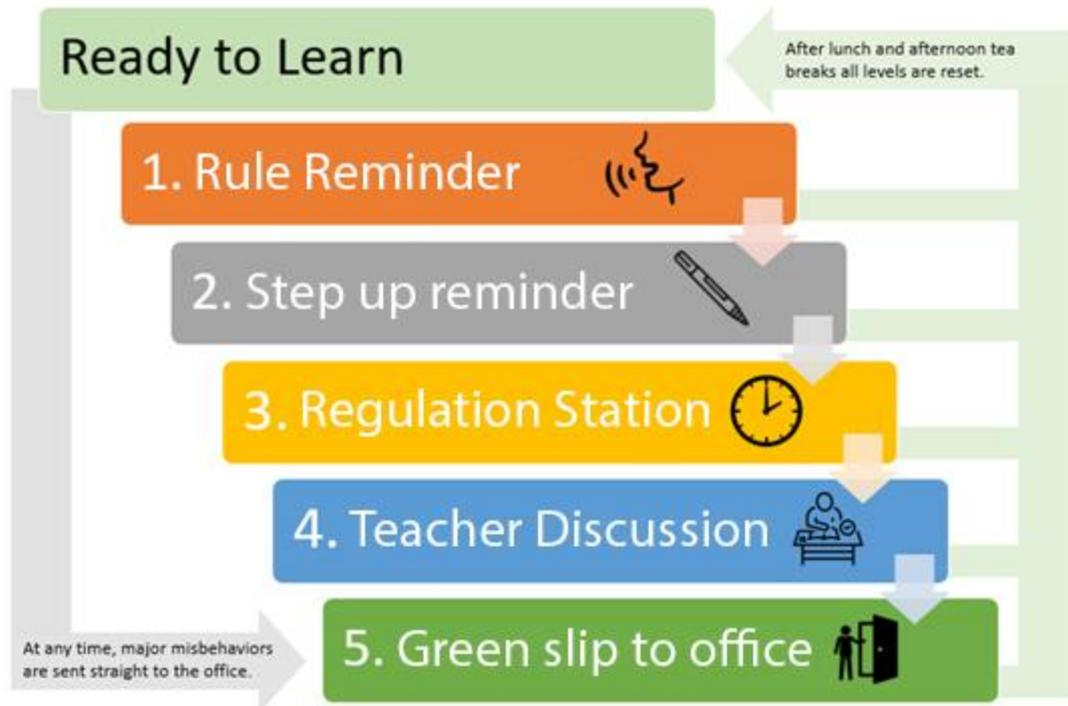 Ready to Learn
After lunch and afternoon tea
breaks all levels are reset.
1. Rule Reminder
2. Step up reminder
3. Regulation Station
4. Teacher Discussion
At any time, major misbehaviors
are sent straight to the office.
5. Green slip to office